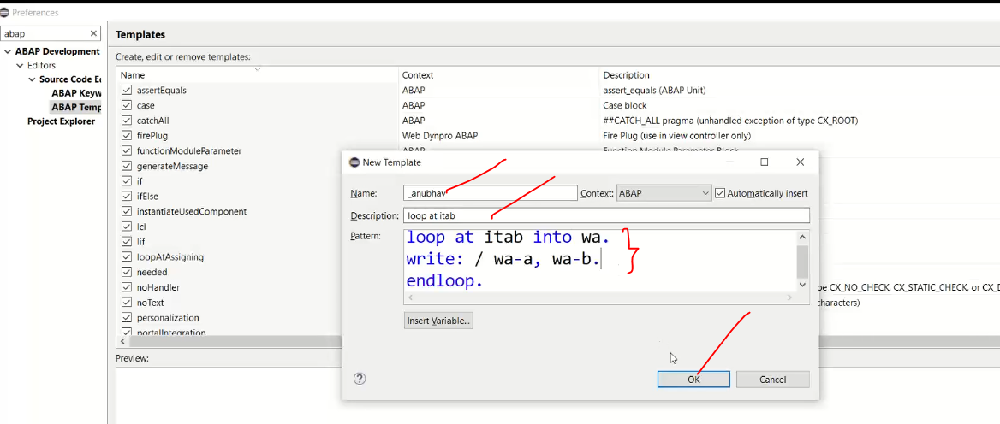 Preferences
abap
ABAP Development
Editors
Source Code E
ABAP Keyw
ABAP Temp
Project Explorer
Templates
Create, edit or remove templates:
Name Context Description
assertEquals ABAP assert_equals (ABAP Unit)
case ABAP Case block
catchAll ABAP ##CATCH_ALL pragma (unhandled exception of type CX_ROOT)
firePlug Web Dynpro ABAP Fire Plug (use in view controller only)
functionModuleParameter ABAP Function Module Parameter Block
generateMessage
if
ifElse
instantiateUsedComponent
lcl
lif
loopAtAssigning
needed
noHandler pe CX_NO_CHECK, CX_STATIC_CHECK, or CX_D
noText characters)
personalization
portalIntegration
Preview:
New Template
Name: _anubhav Context: ABAP Automatically insert
Description: loop at itab
Pattern: loop at itab into wa.
write: / wa-a, wa-b.
endloop.
Insert Variable...
OK Cancel